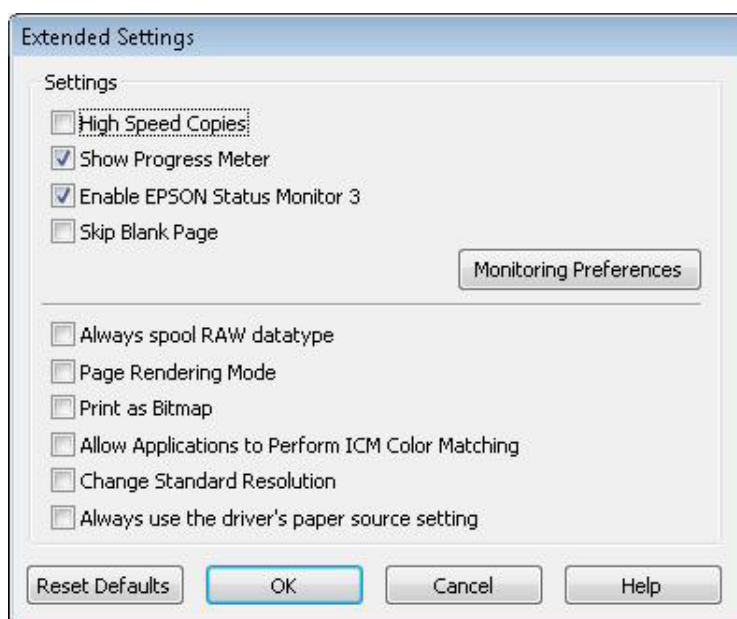 Extended Settings
Settings
High Speed Copies
Show Progress Meter
Enable EPSON Status Monitor 3
Skip Blank Page
Monitoring Preferences
Always spool RAW datatype
Page Rendering Mode
Print as Bitmap
Allow Applications to Perform ICM Color Matching
Change Standard Resolution
Always use the driver's paper source setting
Reset Defaults OK Cancel Help